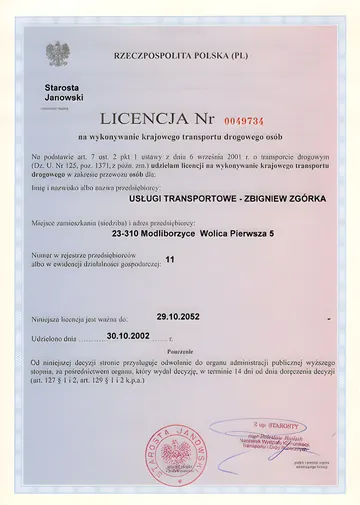 RZECZPOSPOLITA POLSKA (PL)
Starosta
Janowski
LICENCJA Nr 0049734
na wykonywanie krajowego transportu drogowego osób
Na podstawie art. 7 ust. 2 pkt 1 ustawy z dnia 6 września 2001 r. o transporcie drogowym
(Dz. U. Nr 125, poz. 1371, z późn. zm.) udzielam licencji na wykonywanie krajowego transportu
drogowego w zakresie przewozu osób dla:
Imię i nazwisko albo nazwa przedsiębiorcy:
USŁUGI TRANSPORTOWE - ZBIGNIEW ZGÓRKA
Miejsce zamieszkania (siedziba) i adres przedsiębiorcy:
23-310 Modliborzyce Wolica Pierwsza 5
Numer w rejestrze przedsiębiorców
albo w ewidencji działalności gospodarczej: 11
Niniejsza licencja jest ważna do: 29.10.2052 -
Udzielono dnia 30.10.2002 r.
Pouczenie
Od niniejszej decyzji stronie przysługuje odwołanie do organu administracji publicznej wyższego
stopnia, za pośrednictwem organu, który wydał decyzję, w terminie 14 dni od dnia doręczenia decyzji
(art. 127 § 1 i 2, art. 129 § 1 i 2 k.p.a.)
STAROSTA JANOWSKI
Z up. STAROSTY